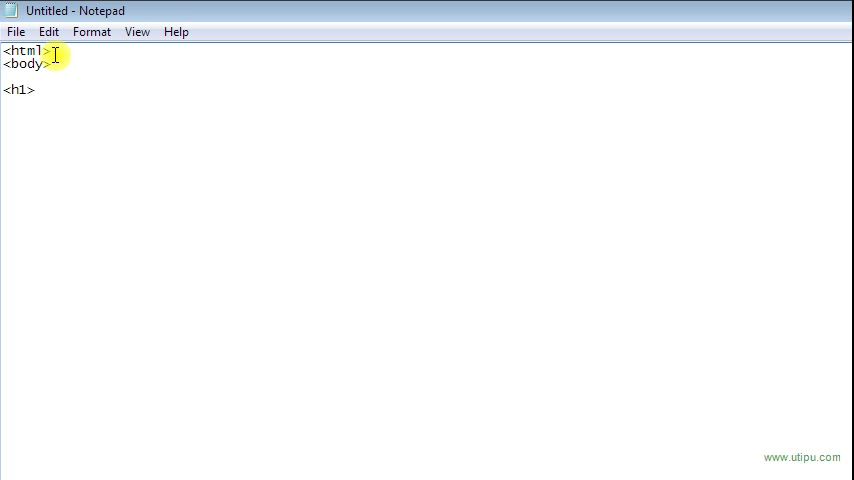 Untitled - Notepad
File Edit Format View Help
<html>
<body>
<h1>
www.utipu.com